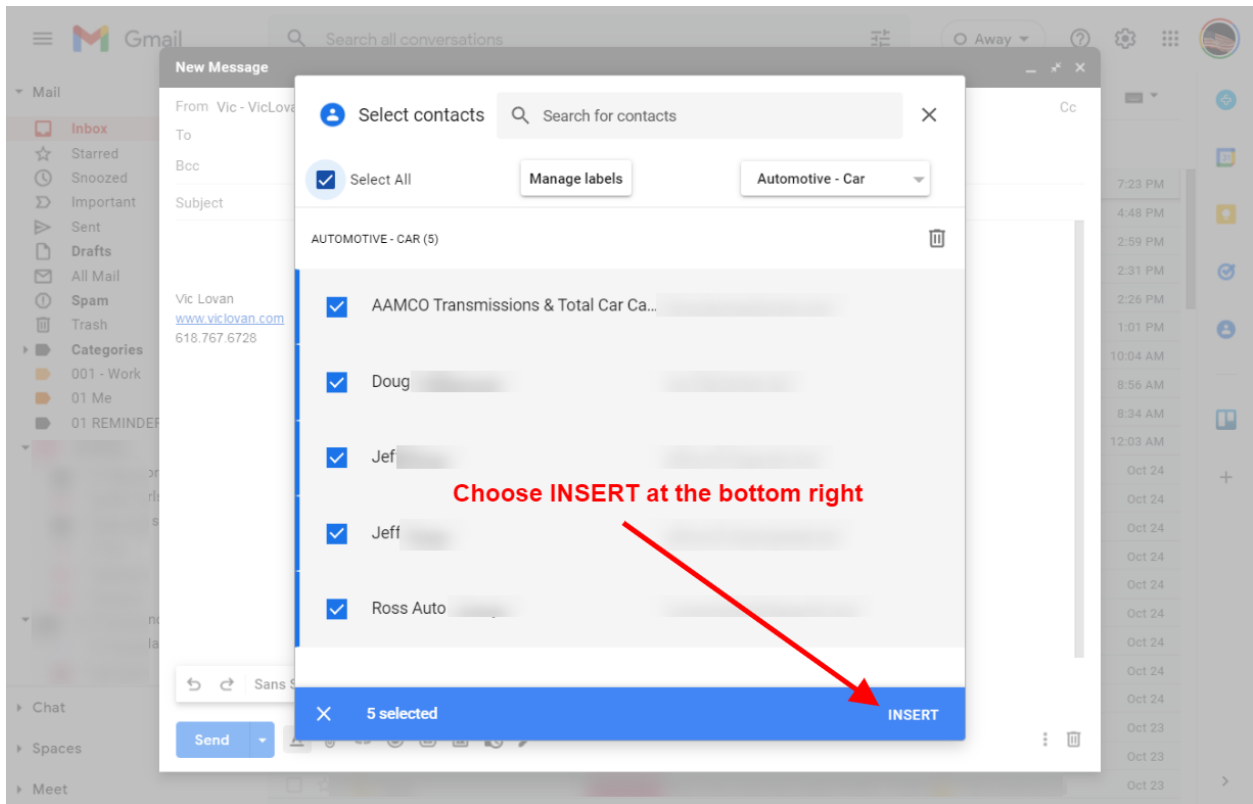 Gmail
Search all conversations
Away
New Message
Mail
From Vic - VicLova
Cc
Select contacts
Search for contacts
Inbox
To
Starred
Bcc
Snoozed
Select All
Manage labels
Automotive - Car
7:23 PM
Important
Subject
4:48 PM
Sent
AUTOMOTIVE - CAR (5)
2:59 PM
Drafts
All Mail
2:31 PM
Spam
Vic Lovan
AAMCO Transmissions & Total Car Ca...
2:26 PM
Trash
www.viclovan.com
1:01 PM
618.767.6728
Categories
10:04 AM
001 - Work
Doug
8:56 AM
01 Me
8:34 AM
01 REMINDER
12:03 AM
Jeff
Oct 24
Choose INSERT at the bottom right
Oct 24
Oct 24
Jeff
Oct 24
Oct 24
Ross Auto
Oct 24
Oct 24
Oct 24
Sans S
Oct 24
Chat
5 selected
INSERT
Oct 23
Send
Spaces
Oct 23
Meet
Oct 23